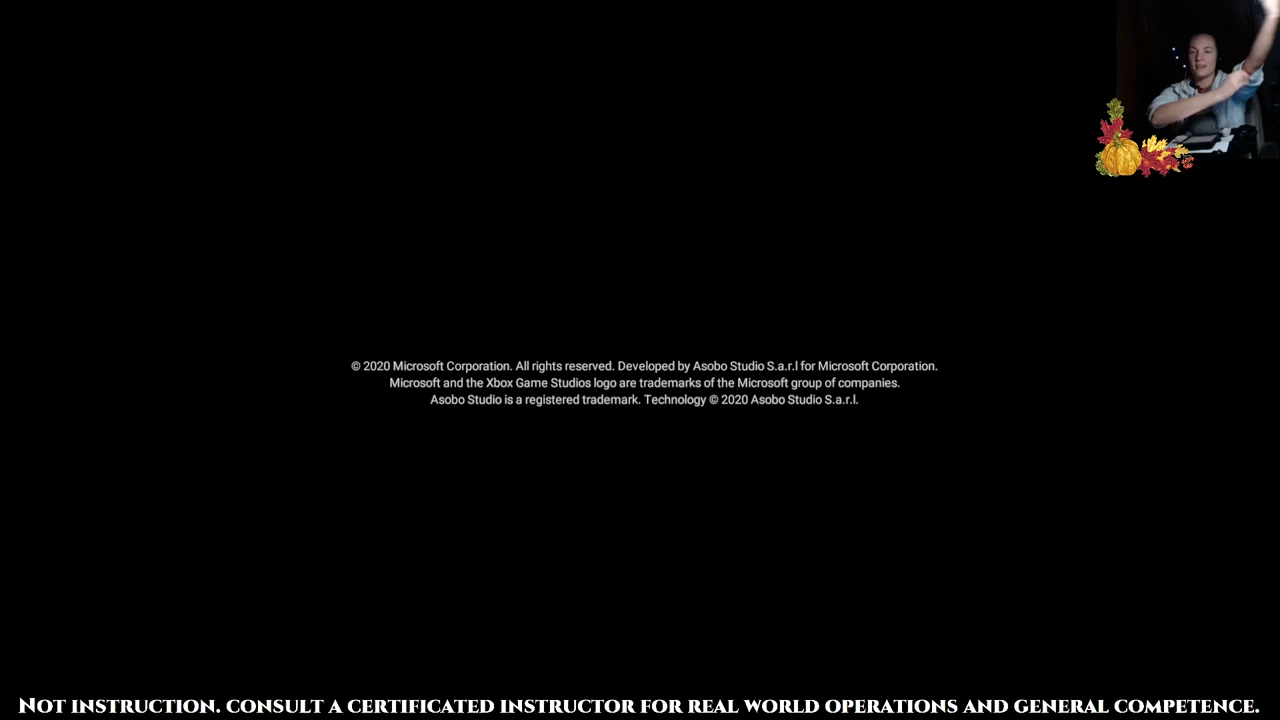 © 2020 Microsoft Corporation. All rights reserved. Developed by Asobo Studio S.a.r.l for Microsoft Corporation.
Microsoft and the Xbox Game Studios logo are trademarks of the Microsoft group of companies.
Asobo Studio is a registered trademark. Technology © 2020 Asobo Studio S.a.r.l.
Not instruction. consult a certificated instructor for real world operations and general competence.